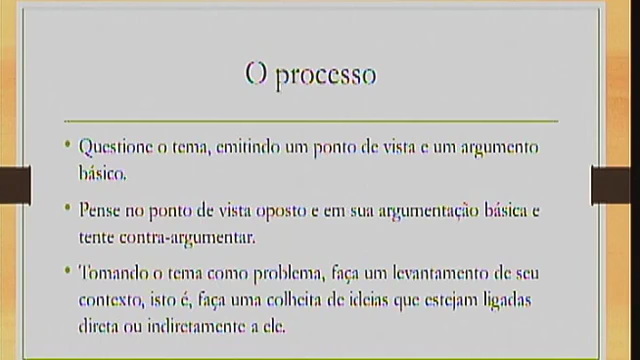 O processo
• Questione o tema, emitindo um ponto de vista e um argumento
básico.
• Pense no ponto de vista oposto e em sua argumentação básica e
tente contra-argumentar.
• Tomando o tema como problema, faça um levantamento de seu
contexto, isto é, faça uma colheita de ideias que estejam ligadas
direta ou indiretamente a ele.